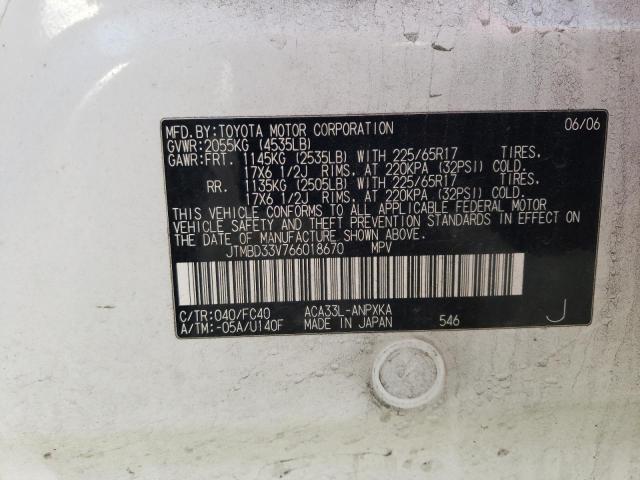 MFD. BY: TOYOTA MOTOR CORPORATION 06/06
GVWR: 2055KG (4535LB)
GAWR: FRT. 1145KG (2535LB) WITH 225/65R17 TIRES,
17X6 1/2J RIMS, AT 220KPA (32PSI) COLD.
RR. 1135KG (2505LB) WITH 225/65R17 TIRES,
17X6 1/2J RIMS, AT 220KPA (32PSI) COLD.
THIS VEHICLE CONFORMS TO ALL APPLICABLE FEDERAL MOTOR
VEHICLE SAFETY AND THEFT PREVENTION STANDARDS IN EFFECT ON
THE DATE OF MANUFACTURE SHOWN ABOVE.
JTMBD33V766018670 MPV
C/TR: 040/FC40 ACA33L-ANPXKA
A/TM: -05A/U140F MADE IN JAPAN 546 J